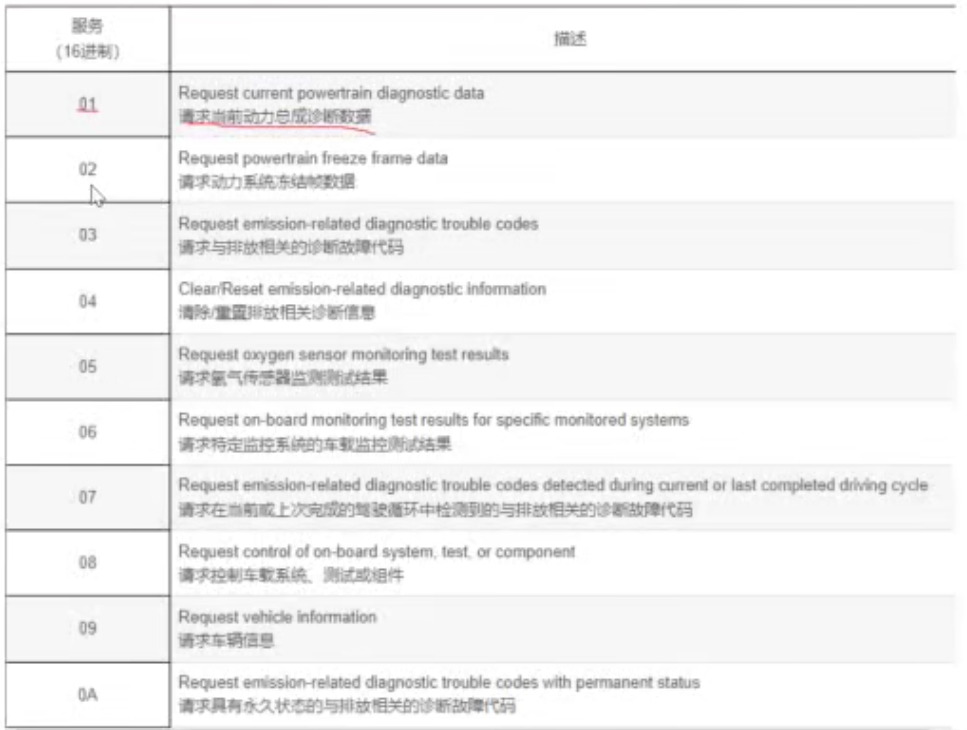 服务
（16进制）
描述
01
Request current powertrain diagnostic data
请求当前动力总成诊断数据
02
Request powertrain freeze frame data
请求动力系统冻结帧数据
03
Request emission-related diagnostic trouble codes
请求与排放相关的诊断故障代码
04
Clear/Reset emission-related diagnostic information
清除/重置排放相关诊断信息
05
Request oxygen sensor monitoring test results
请求氧气传感器监测测试结果
06
Request on-board monitoring test results for specific monitored systems
请求特定监控系统的车载监控测试结果
07
Request emission-related diagnostic trouble codes detected during current or last completed driving cycle
请求在当前或上次完成的驾驶循环中检测到的与排放相关的诊断故障代码
08
Request control of on-board system, test, or component
请求控制车载系统、测试或组件
09
Request vehicle information
请求车辆信息
0A
Request emission-related diagnostic trouble codes with permanent status
请求具有永久状态的与排放相关的诊断故障代码